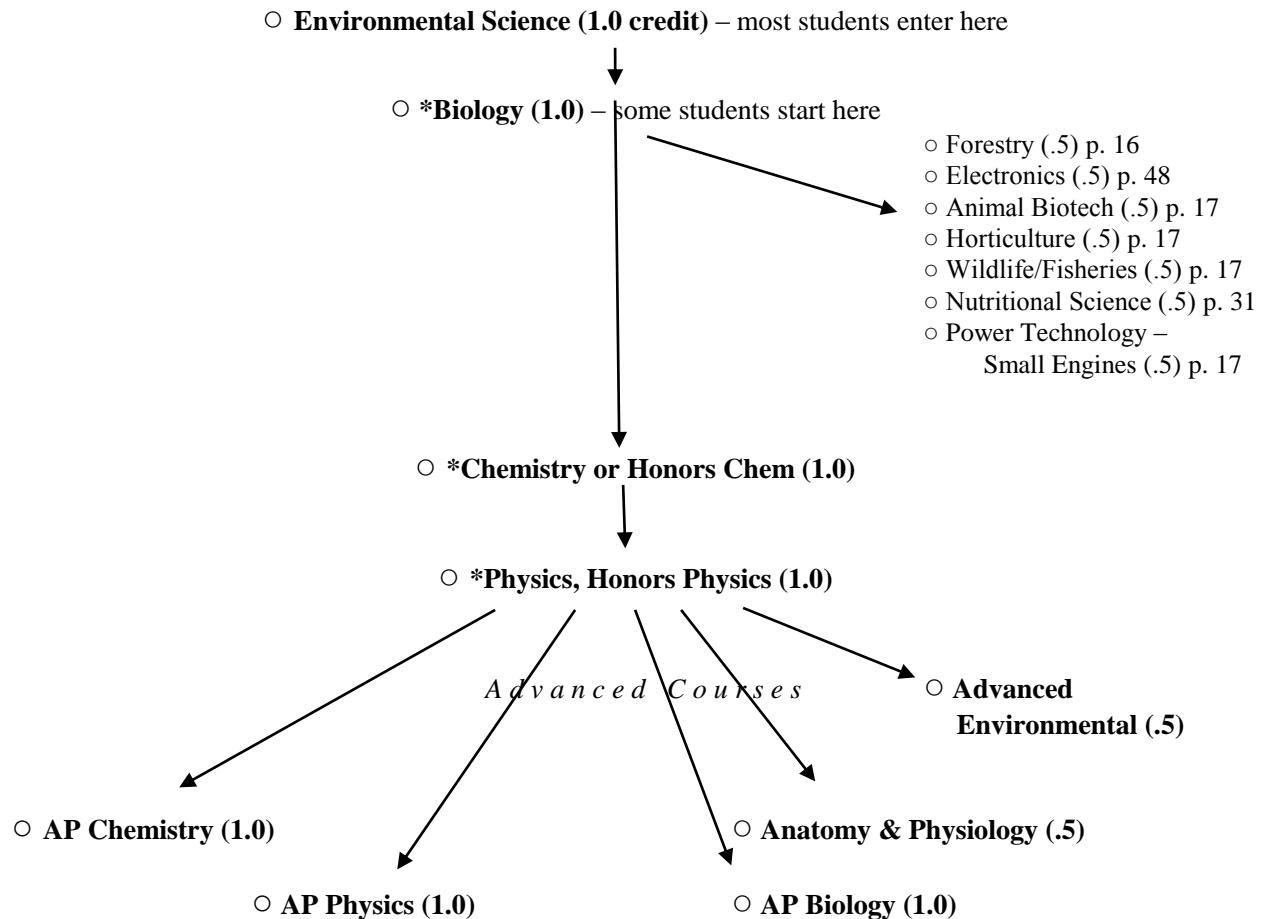 ○ Environmental Science (1.0 credit) – most students enter here
○ *Biology (1.0) – some students start here
○ Forestry (.5) p. 16
○ Electronics (.5) p. 48
○ Animal Biotech (.5) p. 17
○ Horticulture (.5) p. 17
○ Wildlife/Fisheries (.5) p. 17
○ Nutritional Science (.5) p. 31
○ Power Technology –
Small Engines (.5) p. 17
○ *Chemistry or Honors Chem (1.0)
○ *Physics, Honors Physics (1.0)
Advanced Courses
○ Advanced
Environmental (.5)
○ AP Chemistry (1.0)
○ Anatomy & Physiology (.5)
○ AP Physics (1.0)
○ AP Biology (1.0)